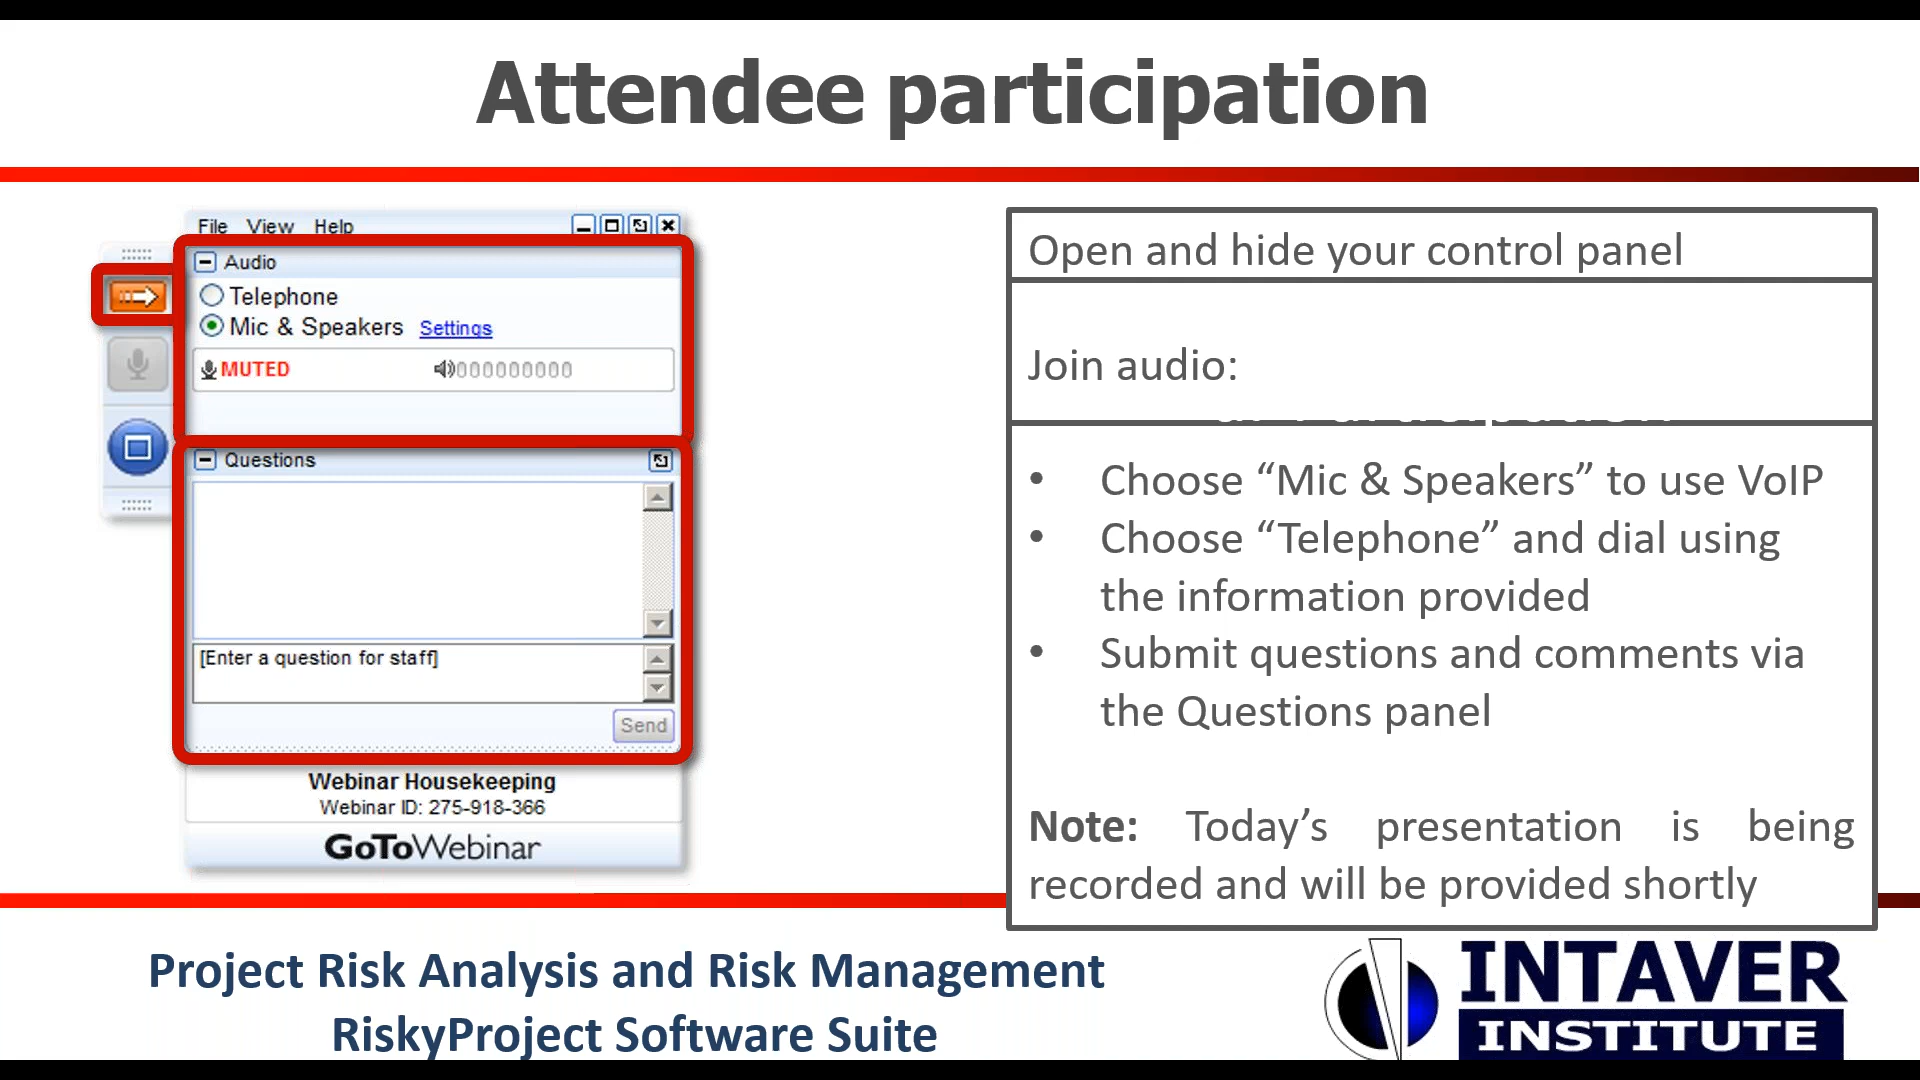 Attendee participation
File View Help
Audio
Telephone
Mic & Speakers Settings
MUTED 000000000
Questions
[Enter a question for staff]
Send
Webinar Housekeeping
Webinar ID: 275-918-366
GoToWebinar
Open and hide your control panel
Join audio:
• Choose “Mic & Speakers” to use VoIP
• Choose “Telephone” and dial using
the information provided
• Submit questions and comments via
the Questions panel
Note: Today’s presentation is being
recorded and will be provided shortly
Project Risk Analysis and Risk Management
RiskyProject Software Suite
INTAVER
INSTITUTE